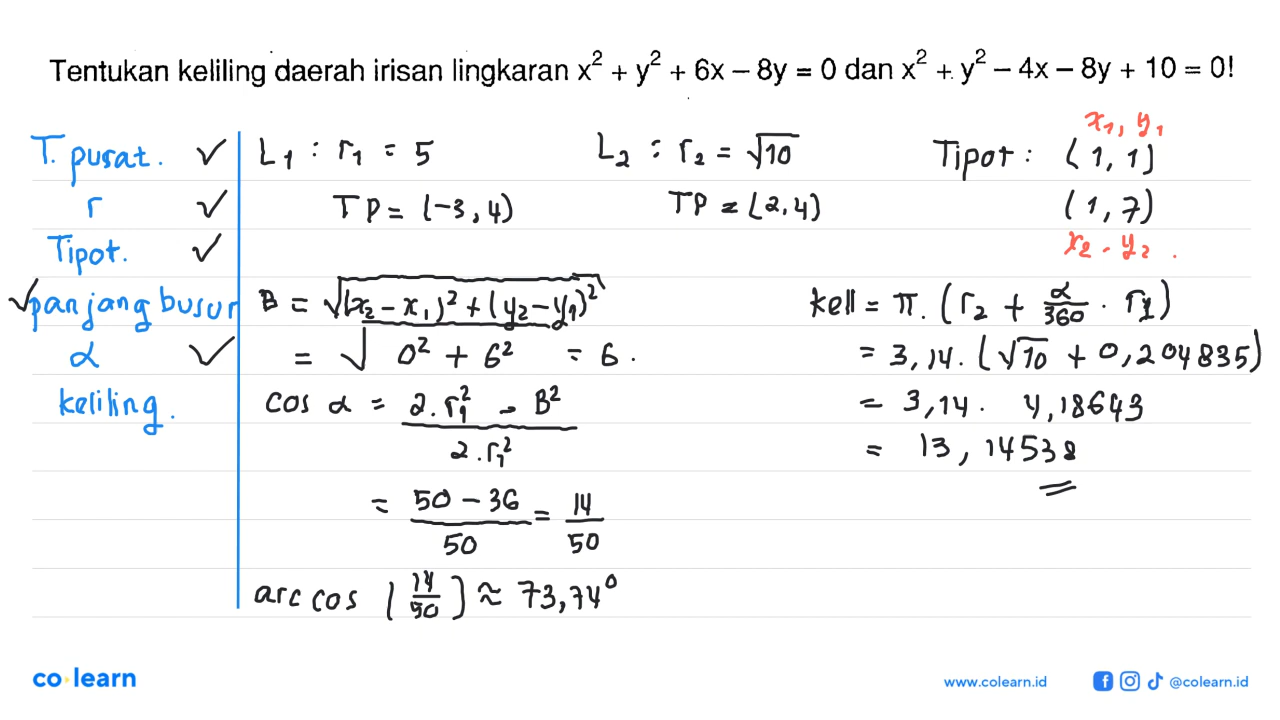 Tentukan keliling daerah irisan lingkaran x² + y² + 6x – 8y = 0 dan x² + y² – 4x – 8y + 10 = 0!
T. pusat. ✓
r ✓
Tipot. ✓
✓ panjang busur
α ✓
keliling.
L₁ : r₁ = 5
TP = (-3, 4)
L₂ : r₂ = √10
TP = (2, 4)
x₁, y₁
Tipot : (1, 1)
(1, 7)
x₂ . y₂ .
B = √(x₂ - x₁)² + (y₂ - y₁)²
= √ 0² + 6² = 6 .
cos α = 2. r₁² - B² / 2. r₁²
= 50 - 36 / 50 = 14 / 50
arc cos (14/50) ≈ 73,74°
kell = π. (r₂ + α/360 . r₁)
= 3,14. (√10 + 0,204835)
= 3,14. 4,18643
= 13,14538
co·learn
www.colearn.id
@colearn.id